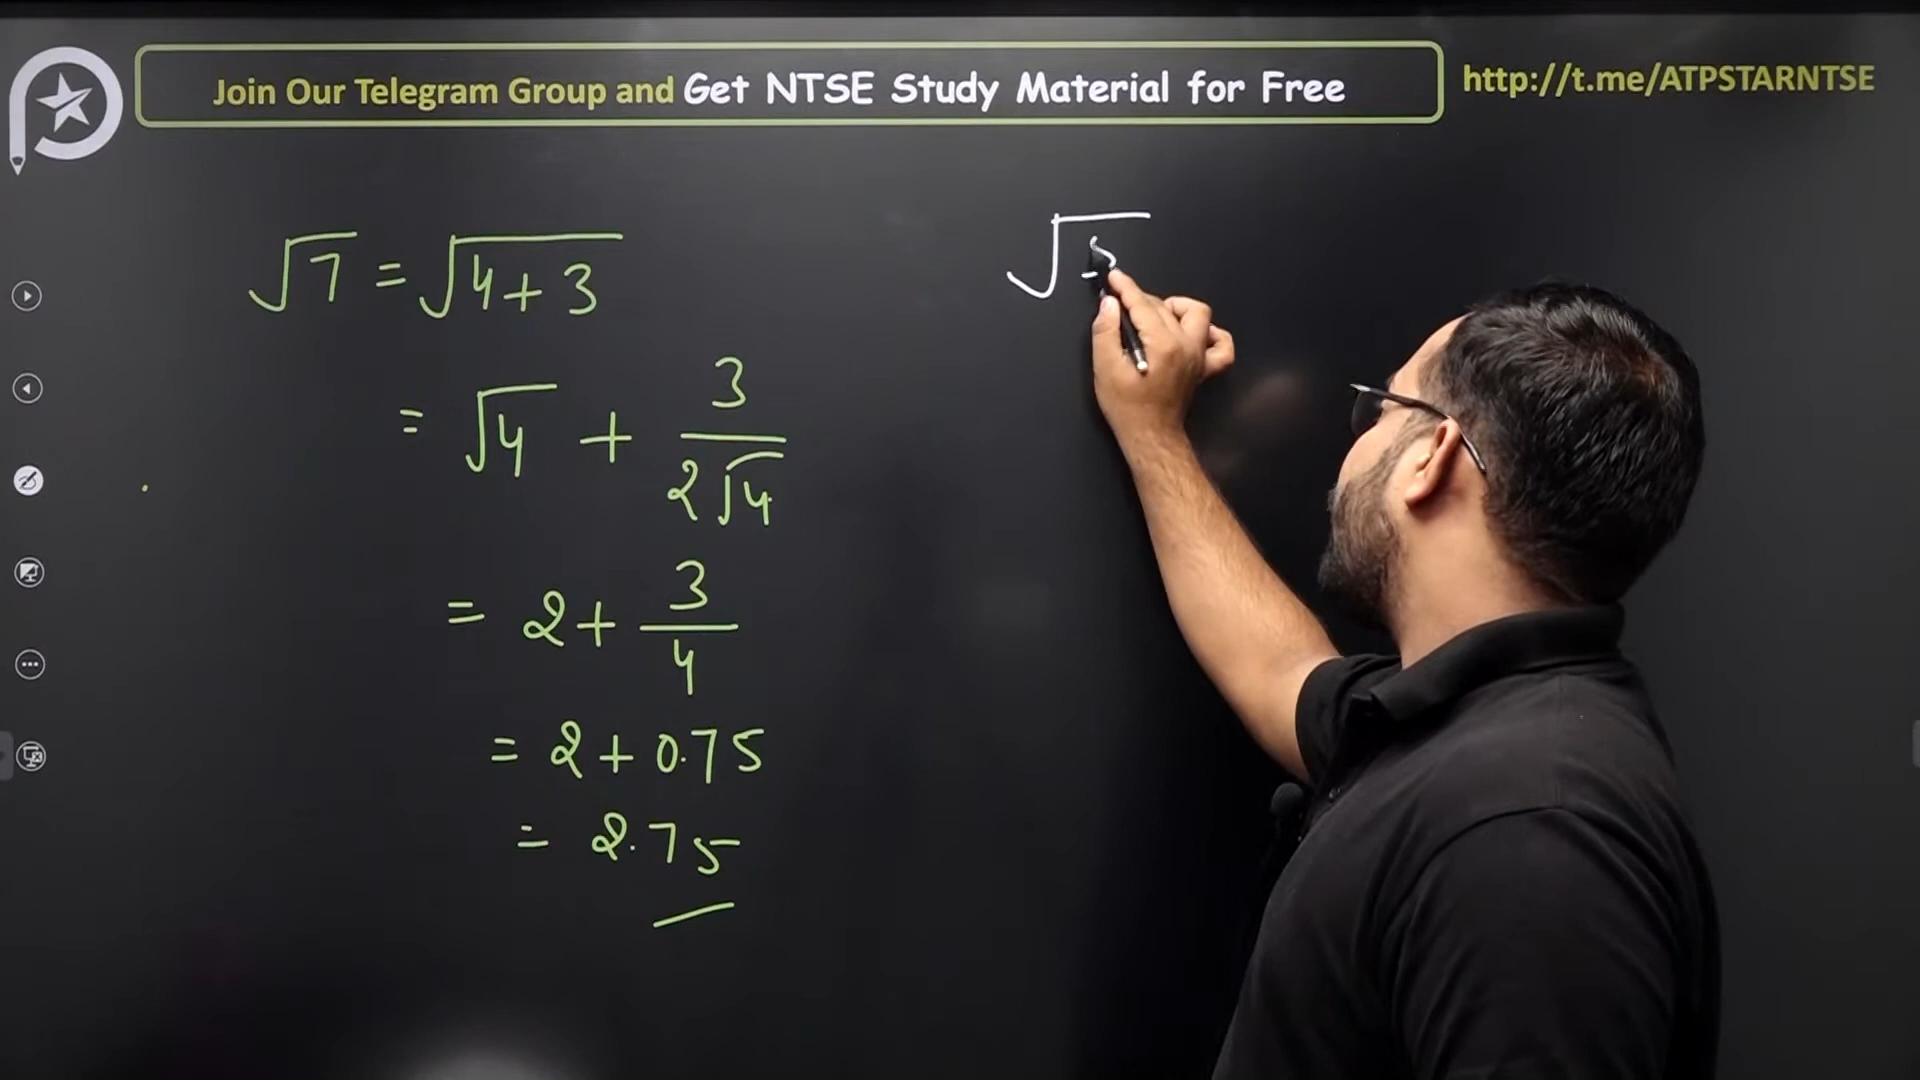 Join Our Telegram Group and Get NTSE Study Material for Free
http://t.me/ATPSTARNTSE
√7 = √(4+3)
= √4 + 3/(2√4)
= 2 + 3/4
= 2 + 0.75
= 2.75
√5